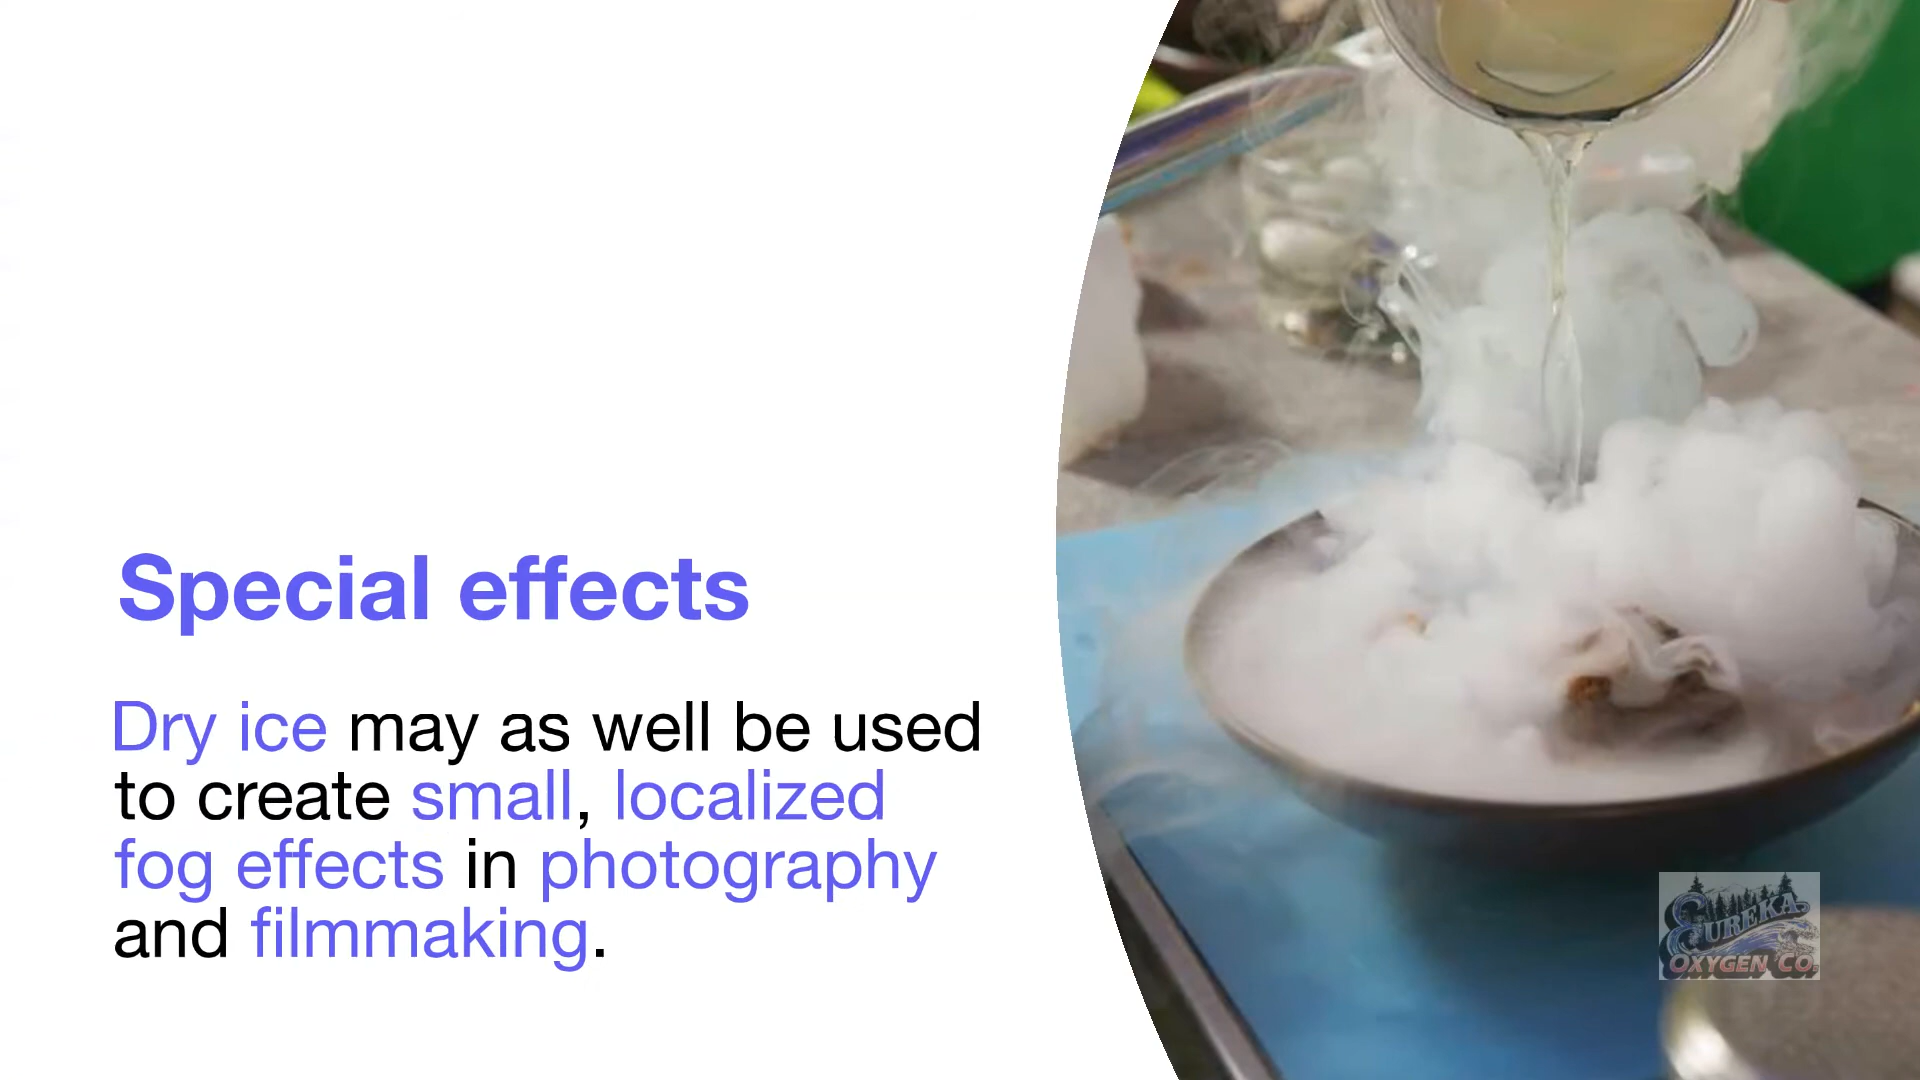 Special effects
Dry ice may as well be used
to create small, localized
fog effects in photography
and filmmaking.
EUREKA
OXYGEN CO.